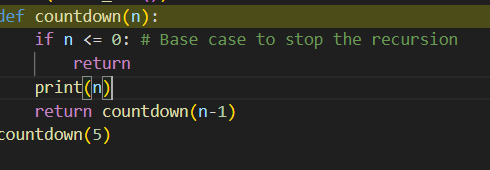 def countdown(n):
    if n <= 0: # Base case to stop the recursion
        return
    print(n)
    return countdown(n-1)
countdown(5)